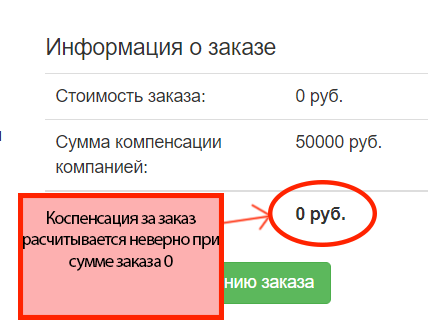 Информация о заказе
Стоимость заказа: 0 руб.
Сумма компенсации 50000 руб.
компанией:
0 руб.
Коспенсация за заказ
расчитывается неверно при
сумме заказа 0
нию заказа